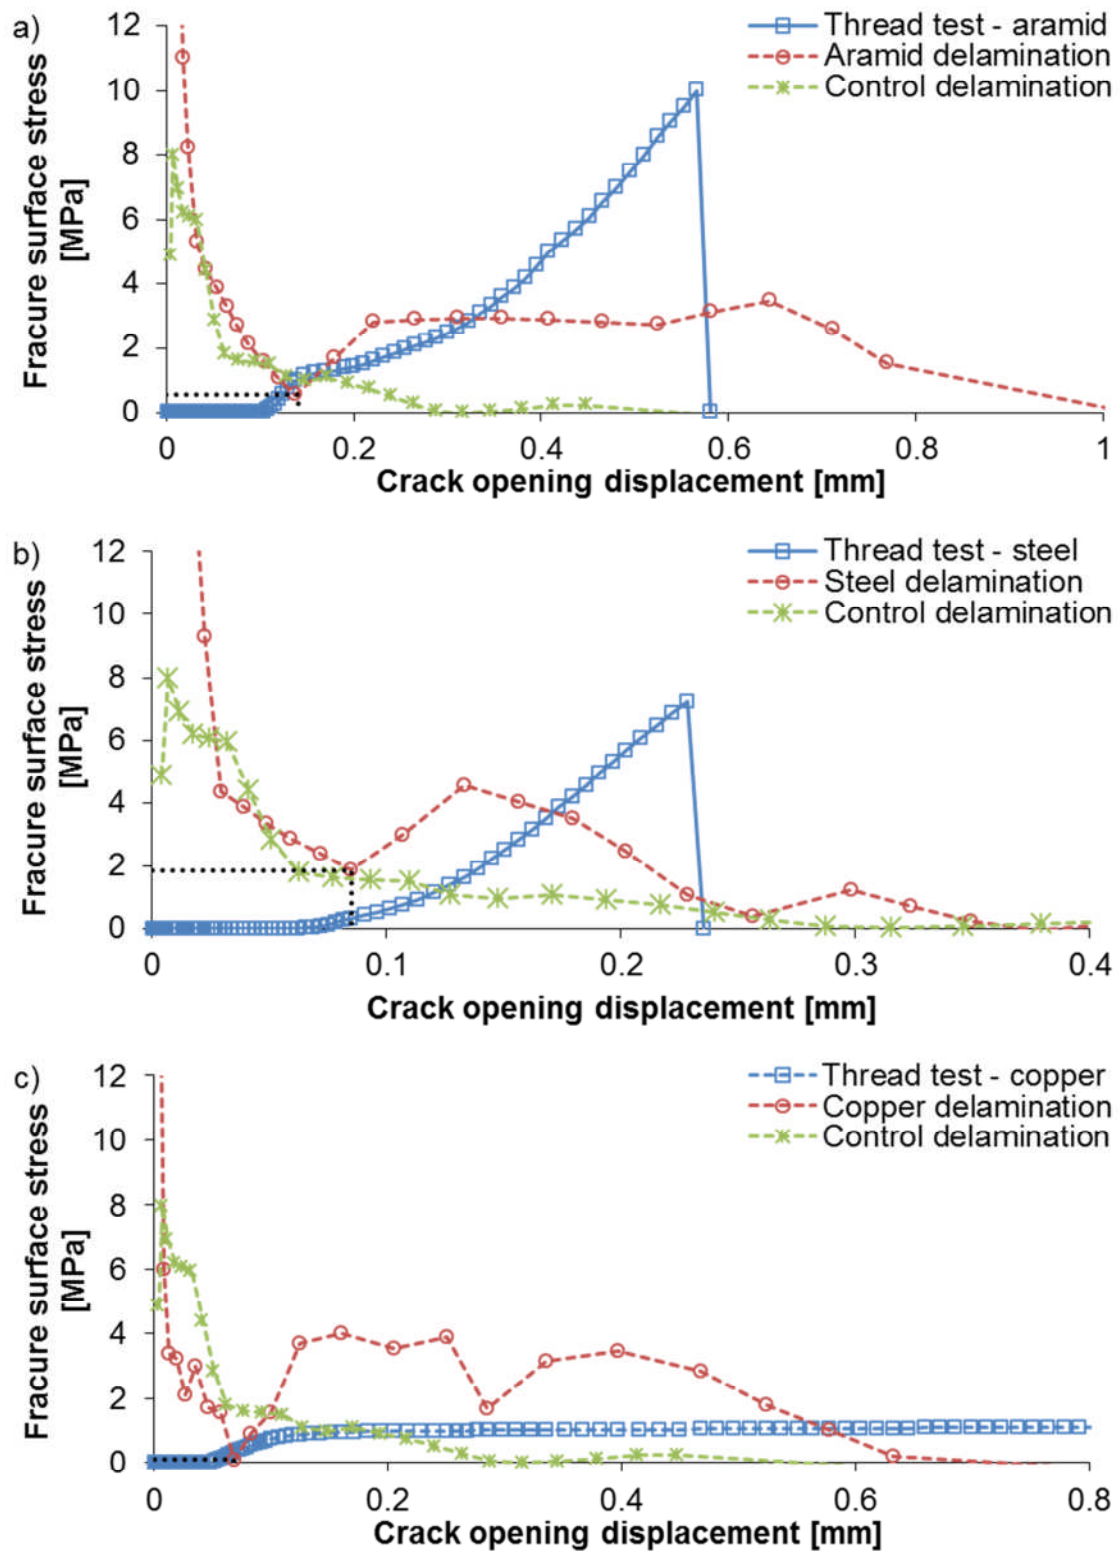 a)
Fracure surface stress
[MPa]
12
10
8
6
4
2
0
Thread test - aramid
Aramid delamination
Control delamination
0 0.2 0.4 0.6 0.8 1
Crack opening displacement [mm]
b)
Fracure surface stress
[MPa]
12
10
8
6
4
2
0
Thread test - steel
Steel delamination
Control delamination
0 0.1 0.2 0.3 0.4
Crack opening displacement [mm]
c)
Fracure surface stress
[MPa]
12
10
8
6
4
2
0
Thread test - copper
Copper delamination
Control delamination
0 0.2 0.4 0.6 0.8
Crack opening displacement [mm]